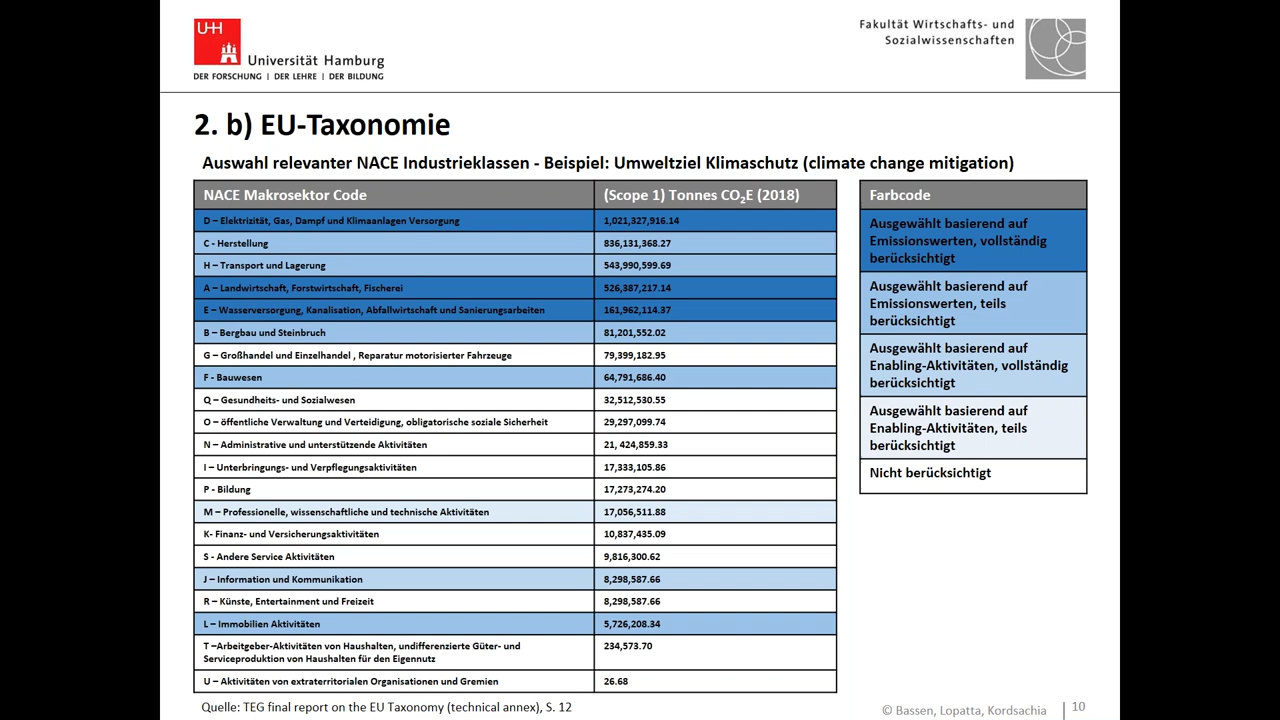 UHH
Universität Hamburg
DER FORSCHUNG | DER LEHRE | DER BILDUNG
Fakultät Wirtschafts- und
Sozialwissenschaften
2. b) EU-Taxonomie
Auswahl relevanter NACE Industrieklassen - Beispiel: Umweltziel Klimaschutz (climate change mitigation)
NACE Makrosektor Code (Scope 1) Tonnes CO₂E (2018)
D – Elektrizität, Gas, Dampf und Klimaanlagen Versorgung 1,021,327,916.14
C - Herstellung 836,131,368.27
H – Transport und Lagerung 543,990,599.69
A – Landwirtschaft, Forstwirtschaft, Fischerei 526,387,217.14
E – Wasserversorgung, Kanalisation, Abfallwirtschaft und Sanierungsarbeiten 161,962,114.37
B – Bergbau und Steinbruch 81,201,552.02
G – Großhandel und Einzelhandel , Reparatur motorisierter Fahrzeuge 79,399,182.95
F - Bauwesen 64,791,686.40
Q – Gesundheits- und Sozialwesen 32,512,530.55
O – öffentliche Verwaltung und Verteidigung, obligatorische soziale Sicherheit 29,297,099.74
N – Administrative und unterstützende Aktivitäten 21, 424,859.33
I – Unterbringungs- und Verpflegungsaktivitäten 17,333,105.86
P - Bildung 17,273,274.20
M – Professionelle, wissenschaftliche und technische Aktivitäten 17,056,511.88
K- Finanz- und Versicherungsaktivitäten 10,837,435.09
S - Andere Service Aktivitäten 9,816,300.62
J – Information und Kommunikation 8,298,587.66
R – Künste, Entertainment und Freizeit 8,298,587.66
L – Immobilien Aktivitäten 5,726,208.34
T –Arbeitgeber-Aktivitäten von Haushalten, undifferenzierte Güter- und 234,573.70
Serviceproduktion von Haushalten für den Eigennutz
U – Aktivitäten von extraterritorialen Organisationen und Gremien 26.68
Farbcode
Ausgewählt basierend auf
Emissionswerten, vollständig
berücksichtigt
Ausgewählt basierend auf
Emissionswerten, teils
berücksichtigt
Ausgewählt basierend auf
Enabling-Aktivitäten, vollständig
berücksichtigt
Ausgewählt basierend auf
Enabling-Aktivitäten, teils
berücksichtigt
Nicht berücksichtigt
Quelle: TEG final report on the EU Taxonomy (technical annex), S. 12
© Bassen, Lopatta, Kordsachia | 10